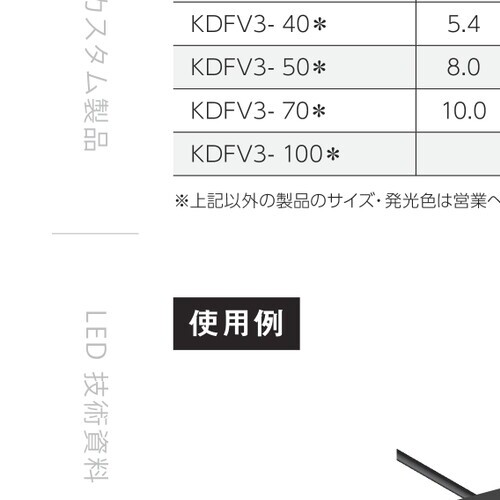 KDFV3- 40＊ 5.4
KDFV3- 50＊ 8.0
KDFV3- 70＊ 10.0
KDFV3- 100＊
※上記以外の製品のサイズ・発光色は営業へ
使用例
カスタム製品
LED 技術資料